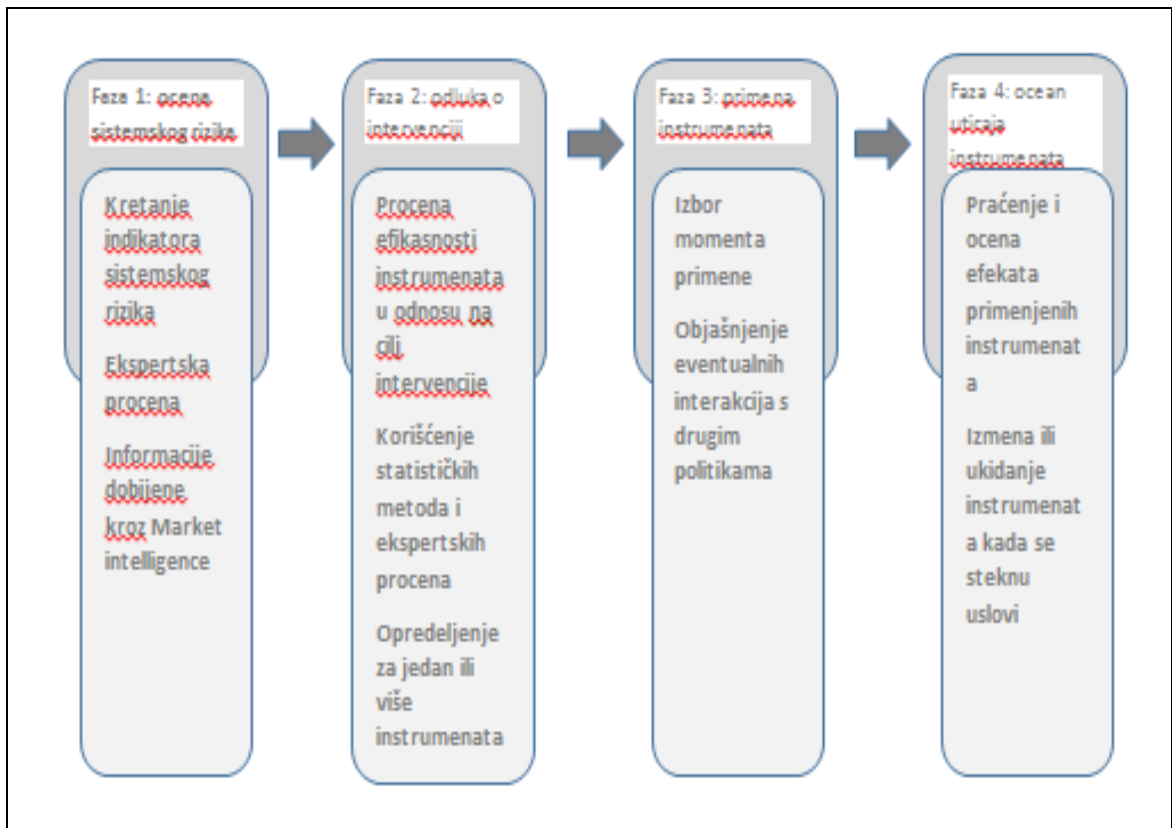 Faza 1: ocena
sistemskog rizika
Kretanje
indikatora
sistemskog
rizika
Ekspertska
procena
Informacije
dobijene
kroz Market
intelligence
Faza 2: odluka o
intervenciji
Procena
efikasnosti
instrumenata
u odnosu na
cilj
intervencije
Korišćenje
statističkih
metoda i
ekspertskih
procena
Opredeljenje
za jedan ili
više
instrumenata
Faza 3: primena
instrumenata
Izbor
momenta
primene
Objašnjenje
eventualnih
interakcija s
drugim
politikama
Faza 4: ocean
uticaja
instrumenata
Praćenje i
ocena
efekata
primenjenih
instrumenat
a
Izmena ili
ukidanje
instrumenat
a kada se
steknu
uslovi